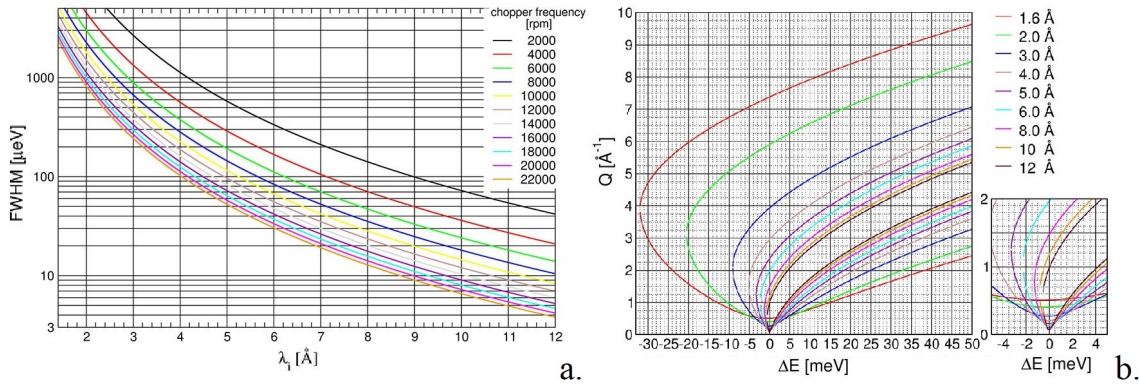 chopper frequency
[rpm]
2000
4000
6000
8000
10000
12000
14000
16000
18000
20000
22000
FWHM [µeV]
1000
100
10
3
2 3 4 5 6 7 8 9 10 11 12
λi [Å]
a.
Q [Å-1]
10
9
8
7
6
5
4
3
2
1
0
-30 -25 -20 -15 -10 -5 0 5 10 15 20 25 30 35 40 45 50
ΔE [meV]
1.6 Å
2.0 Å
3.0 Å
4.0 Å
5.0 Å
6.0 Å
8.0 Å
10 Å
12 Å
2
1
0
-4 -2 0 2 4
ΔE [meV]
b.